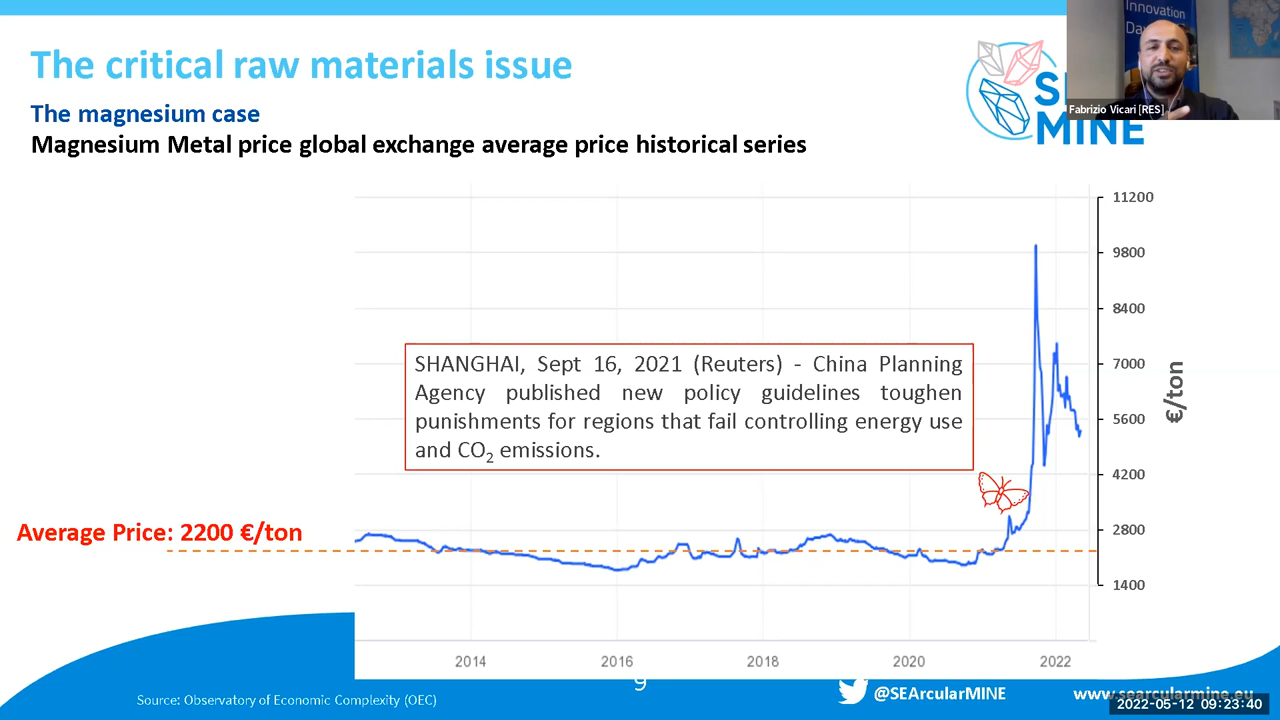 The critical raw materials issue
The magnesium case
Magnesium Metal price global exchange average price historical series
Innovation
Fabrizio Vicari [RES]
MINE
11200
9800
8400
7000
5600
4200
2800
1400
€/ton
SHANGHAI, Sept 16, 2021 (Reuters) - China Planning
Agency published new policy guidelines toughen
punishments for regions that fail controlling energy use
and CO₂ emissions.
Average Price: 2200 €/ton
2014
2016
2018
2020
2022
9
Source: Observatory of Economic Complexity (OEC)
@SEArcularMINE
www.searcularmine.eu
2022-05-12 09:23:40